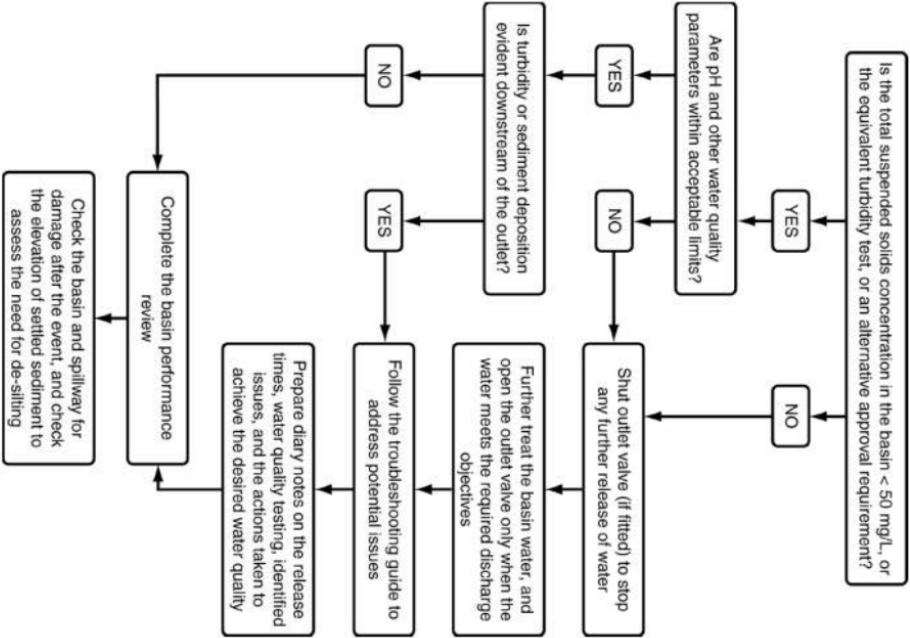 Is the total suspended solids concentration in the basin < 50 mg/L, or
the equivalent turbidity test, or an alternative approval requirement?
YES
NO
Are pH and other water quality
parameters within acceptable limits?
YES
NO
Shut outlet valve (if fitted) to stop
any further release of water
Is turbidity or sediment deposition
evident downstream of the outlet?
Further treat the basin water, and
open the outlet valve only when the
water meets the required discharge
objectives
NO
YES
Follow the troubleshooting guide to
address potential issues
Prepare diary notes on the release
times, water quality testing, identified
issues, and the actions taken to
achieve the desired water quality
Complete the basin performance
review
Check the basin and spillway for
damage after the event, and check
the elevation of settled sediment to
assess the need for de-silting